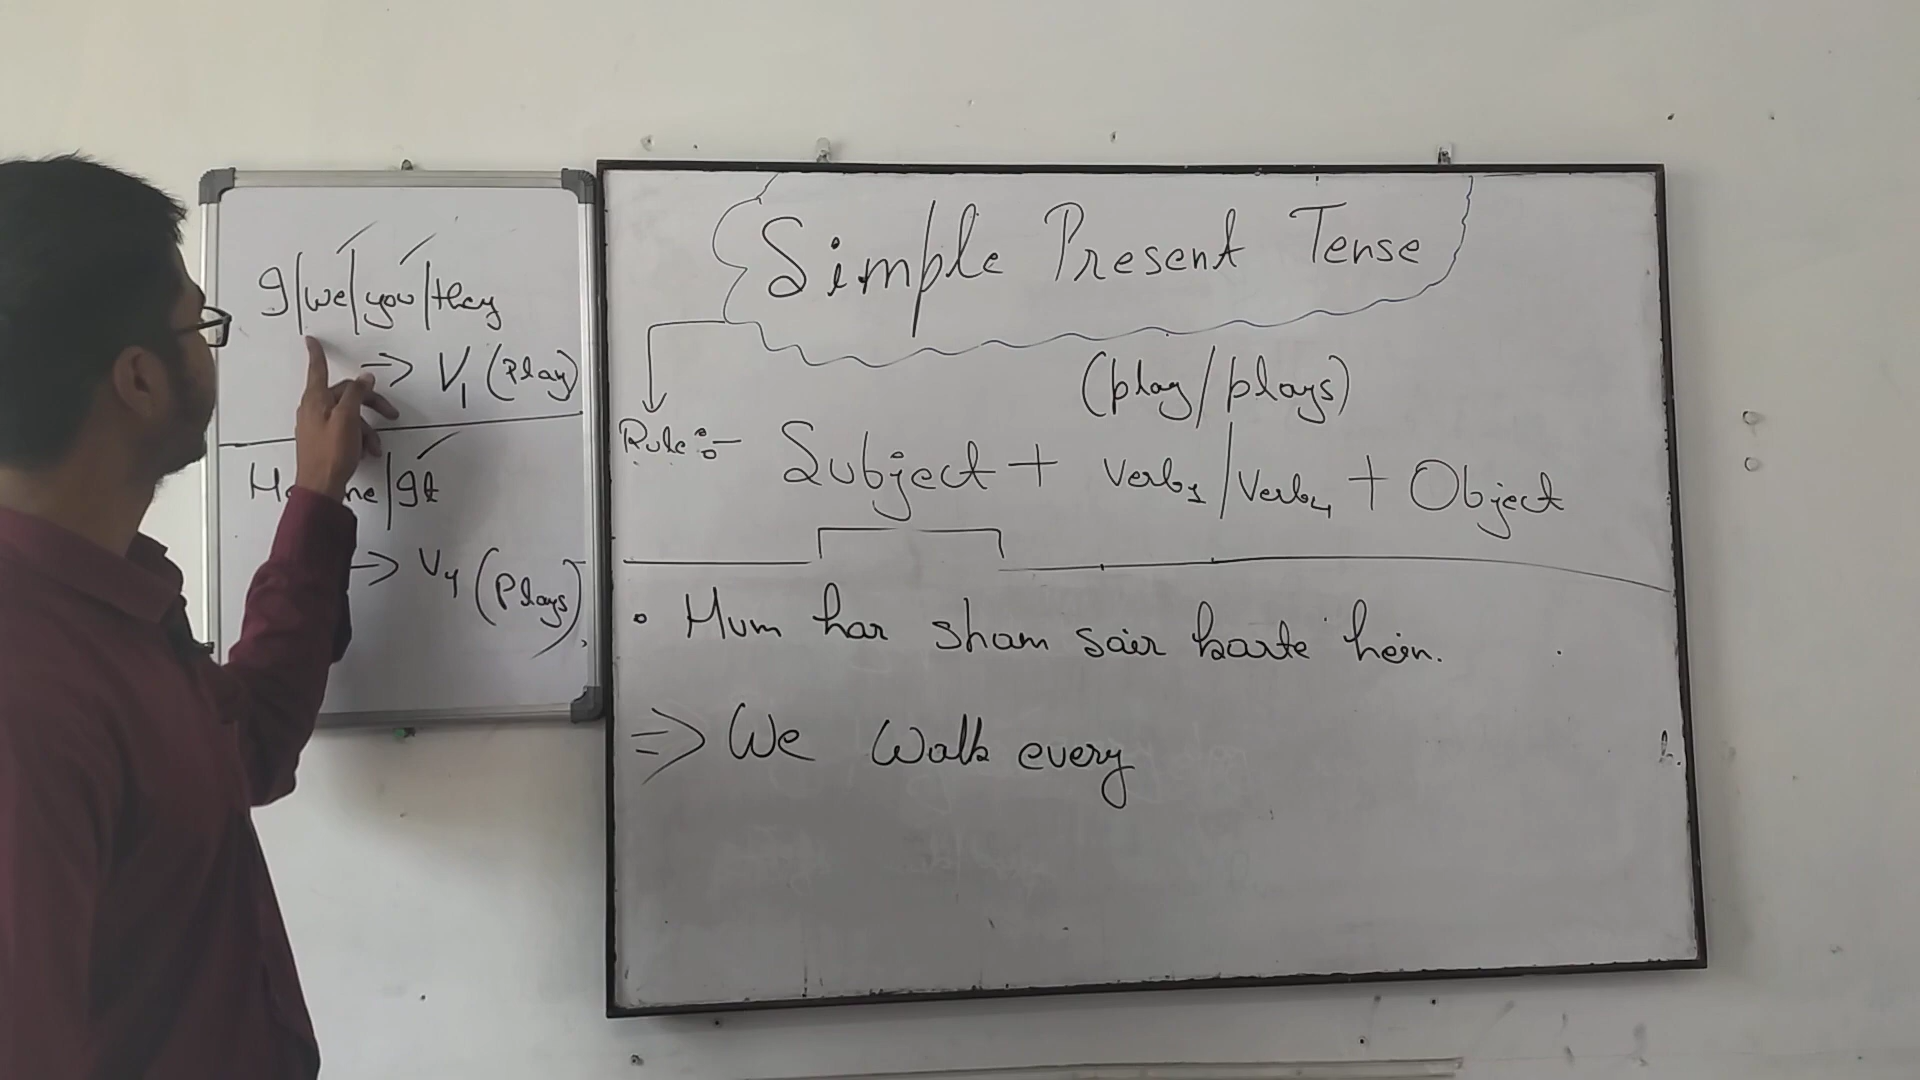 I/we/you/they
=> V1 (Play)
He /It
=> V4 (Plays)
Simple Present Tense
(play/plays)
Rule:- Subject + Verb1/Verb4 + Object
• Hum har sham sair karte hein.
=> We Walk every